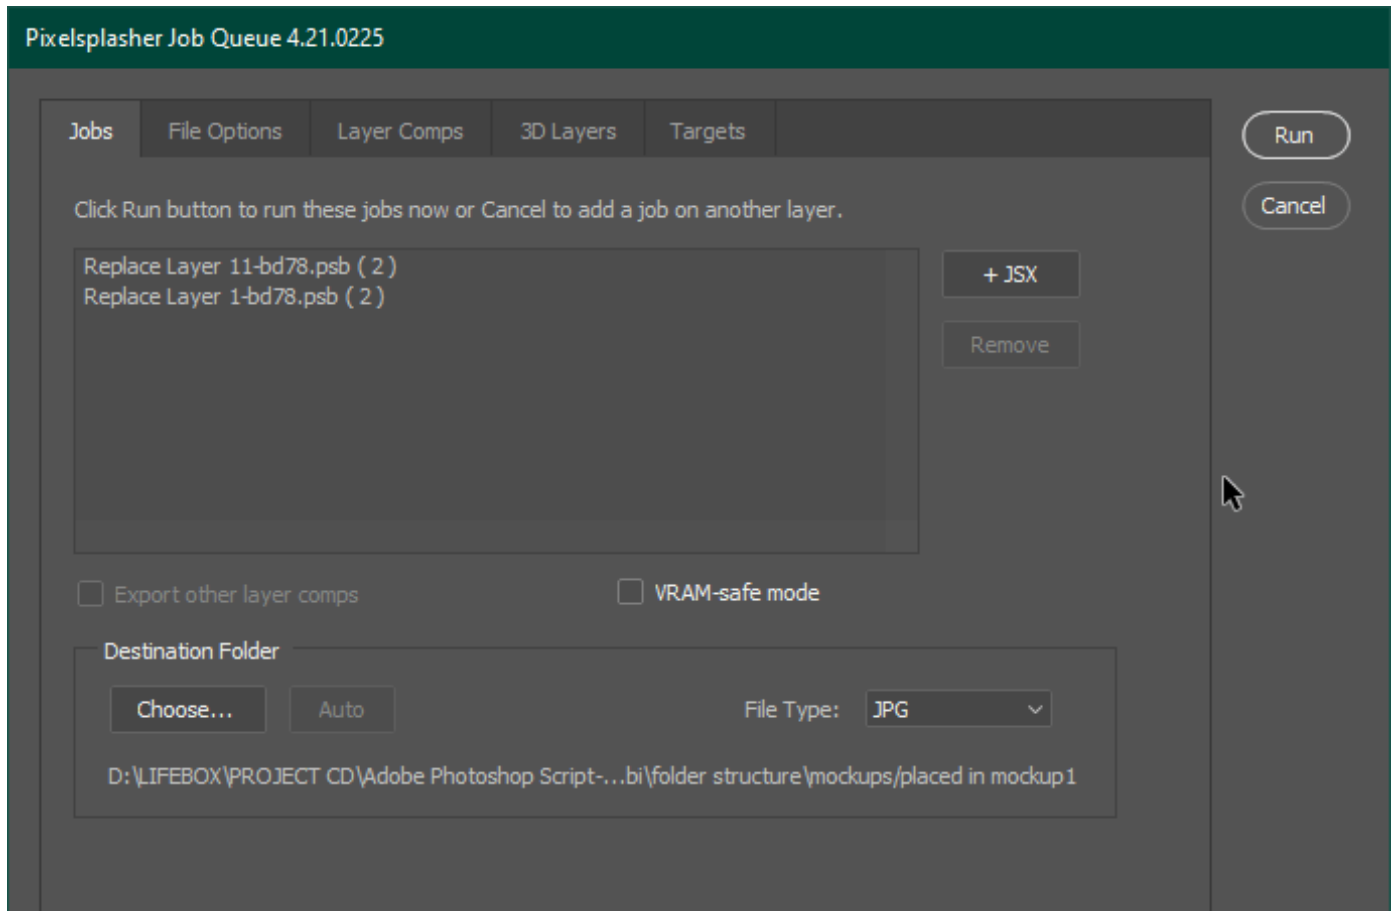 Pixelsplasher Job Queue 4.21.0225
Jobs File Options Layer Comps 3D Layers Targets
Run
Click Run button to run these jobs now or Cancel to add a job on another layer.
Cancel
Replace Layer 11-bd78.psb ( 2 )
Replace Layer 1-bd78.psb ( 2 )
+ JSX
Remove
Export other layer comps VRAM-safe mode
Destination Folder
Choose... Auto File Type: JPG
D:\LIFEBOX\PROJECT CD\Adobe Photoshop Script-...bi\folder structure\mockups/placed in mockup1